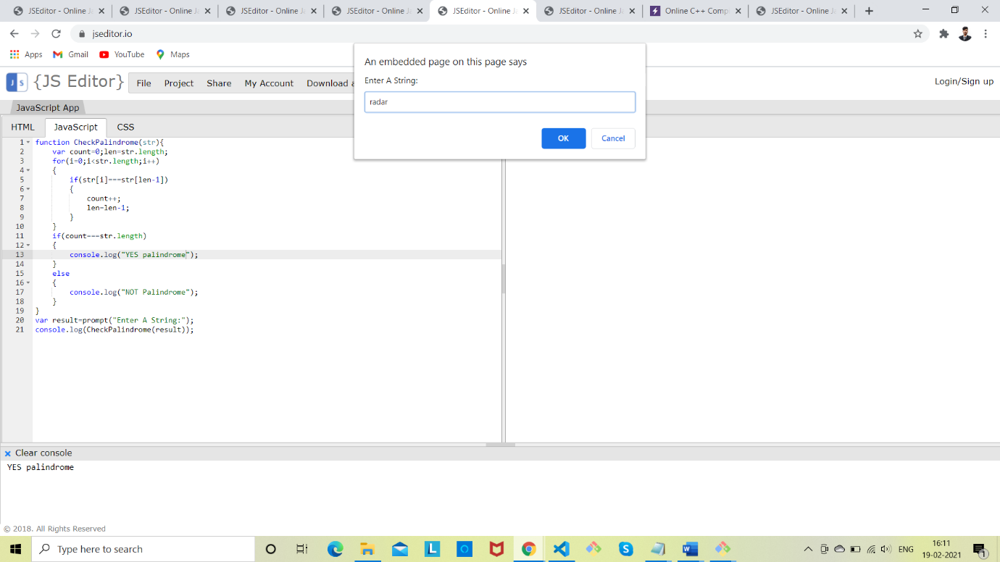 JSEditor - Online J
JSEditor - Online J
JSEditor - Online J
JSEditor - Online J
JSEditor - Online J
JSEditor - Online J
Online C++ Comp
JSEditor - Online J
jseditor.io
Apps
Gmail
YouTube
Maps
An embedded page on this page says
Enter A String:
radar
OK
Cancel
JS
{JS Editor}
File
Project
Share
My Account
Download a
Login/Sign up
JavaScript App
HTML
JavaScript
CSS
1 function CheckPalindrome(str){
2 var count=0;len=str.length;
3 for(i=0;i<str.length;i++)
4 {
5 if(str[i]===str[len-1])
6 {
7 count++;
8 len=len-1;
9 }
10 }
11 if(count===str.length)
12 {
13 console.log("YES palindrome");
14 }
15 else
16 {
17 console.log("NOT Palindrome");
18 }
19 }
20 var result=prompt("Enter A String:");
21 console.log(CheckPalindrome(result));
Clear console
YES palindrome
© 2018. All Rights Reserved
Type here to search
L
S
W
ENG
16:11
19-02-2021
1